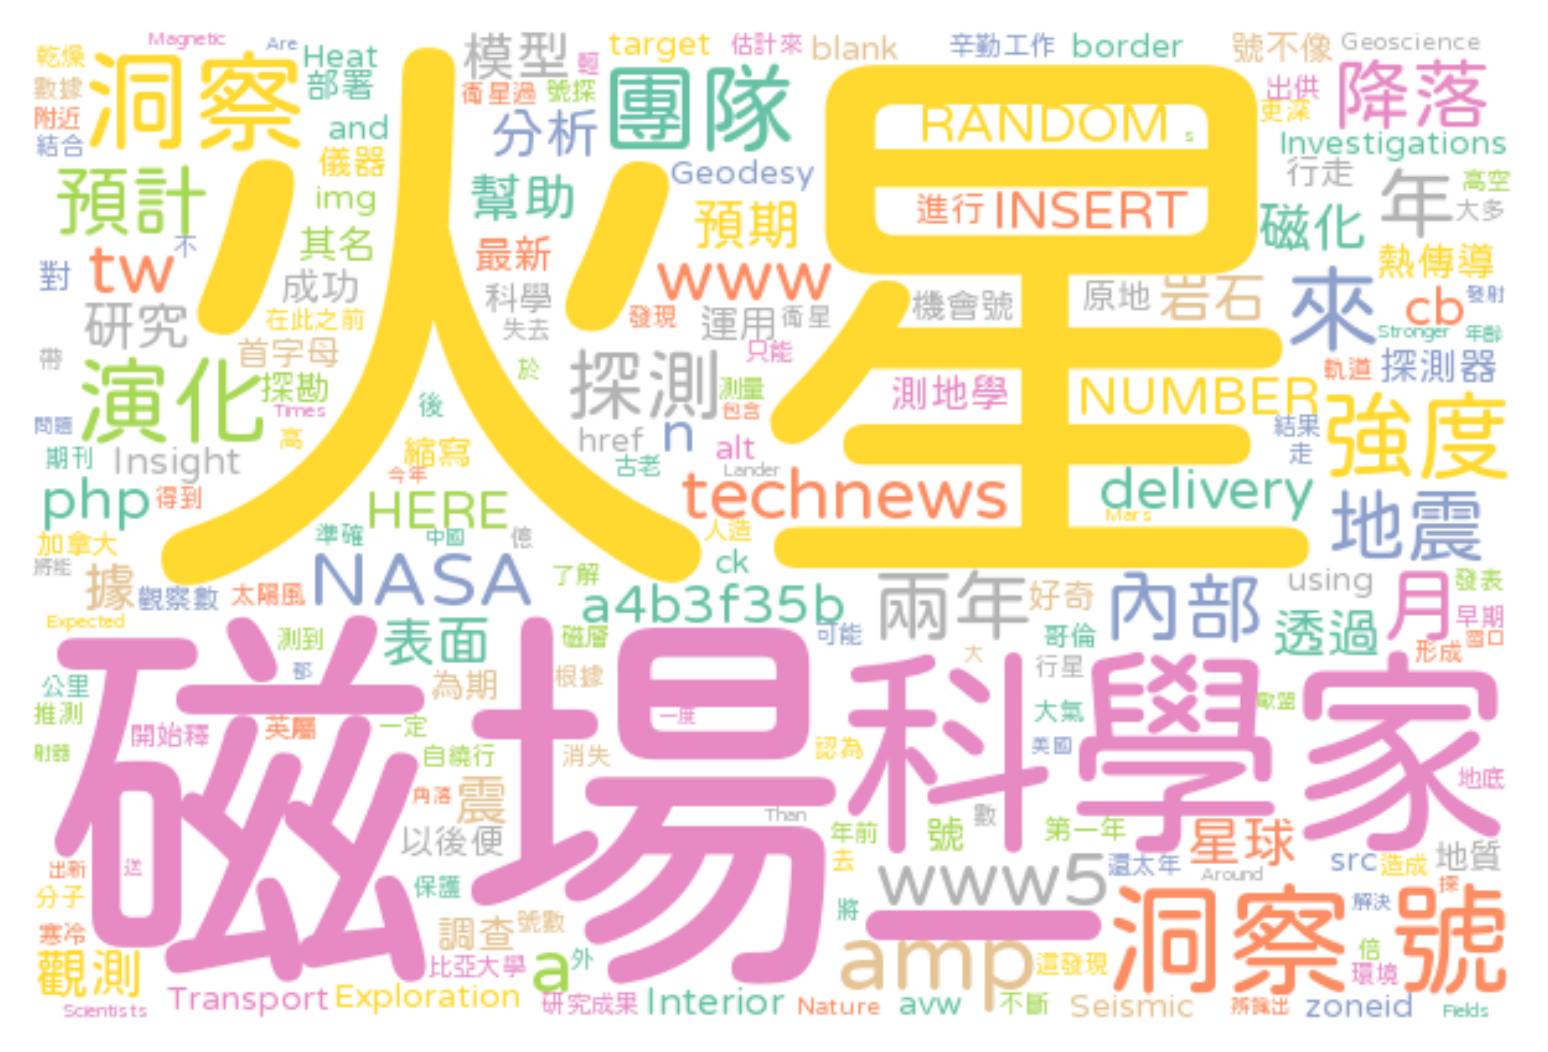 火星
磁場
科學家
一
洞察
洞察號
團隊
降落
預計
演化
強度
地震
內部
兩年
探測
來
年
月
NASA
technews
delivery
a4b3f35b
www
www5
amp
php
tw
cb
RANDOM
INSERT
NUMBER
HERE
模型
分析
幫助
預期
磁化
熱傳導
岩石
透過
表面
研究
觀測
星球
據
震
n
a
Magnetic
Are
Heat
乾燥
數據
附近
結合
部署
and
儀器
img
其名
不
對
成功
在此之前
首字母
探勘
Times
帶
問題
期刊
Insight
得到
高
後
縮寫
今年
加拿大
將能
觀察數
太陽風
準確
中國
億
輕
衛星過
號探
target
估計來
blank
辛勤工作
border
號不像
Geoscience
出供
更深
s
Investigations
行走
高空
大多
Geodesy
進行
最新
科學
失去
發現
運用
衛星
只能
機會號
原地
測地學
於
測量
包含
href
alt
古老
Lander
發射
Stronger
年齡
軌道
探測器
結果
走
Mars
人造
ck
了解
using
好奇
發表
早期
窗口
形成
可能
哥倫
磁層
Expected
測到
都
為期
根據
大
行星
大氣
美國
歐盟
公里
推測
射器
開始釋
英屬
一定
自繞行
消失
一度
認為
地底
角落
以後便
Than
年前
去
號
數
第一年
還太年
Around
src
造成
地質
探
出新
分子
送
寒冷
保護
調查
號數
比亞大學
外
將
這發現
解決
倍
環境
Scientists
Transport
Exploration
研究成果
Interior
Nature
avw
不斷
Seismic
辨識出
zoneid
Fields